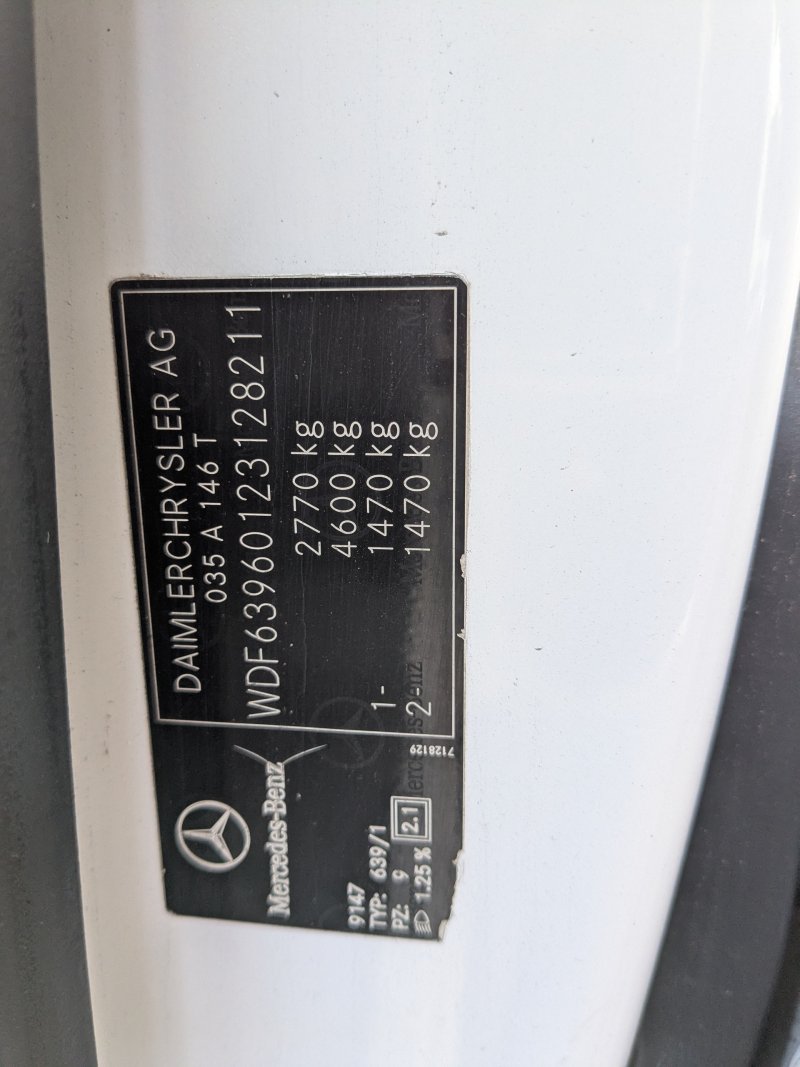 DAIMLERCHRYSLER AG
035 A 146 T
WDF63960123128211
2770 kg
4600 kg
1- 1470 kg
2- 1470 kg
Mercedes-Benz
9147
TYP: 639/1
PZ: 9 2.1
1.25 %
7128129
Mercedes-Benz